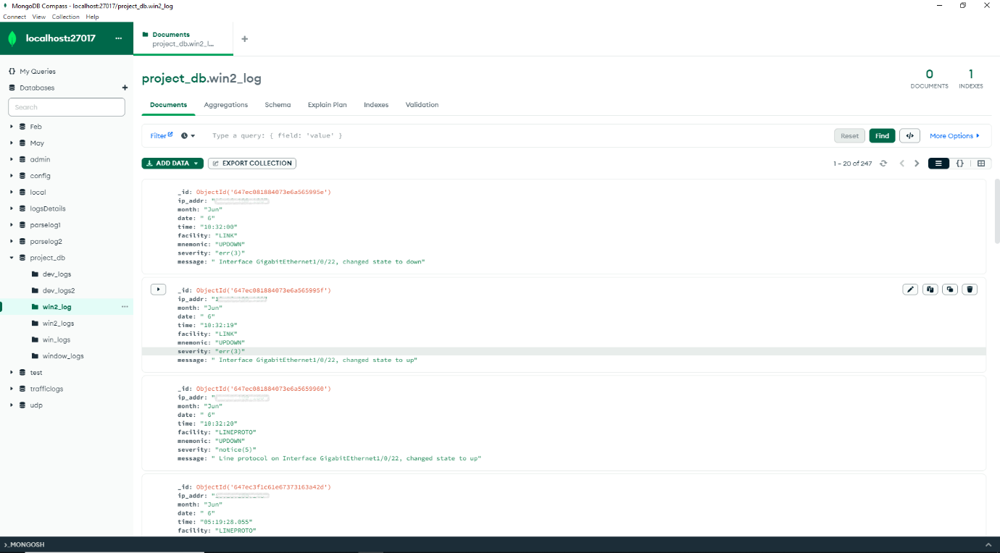 MongoDB Compass - localhost:27017/project_db.win2_log
Connect View Collection Help
localhost:27017 ...
Documents
project_db.win2_l...
+
{} My Queries
Databases +
Search
Feb
May
admin
config
local
logsDetails
parselog1
parselog2
project_db
dev_logs
dev_logs2
win2_log ...
win2_logs
win_logs
window_logs
test
trafficlogs
udp
project_db.win2_log
0
DOCUMENTS
1
INDEXES
Documents Aggregations Schema Explain Plan Indexes Validation
Filter Type a query: { field: 'value' } Reset Find </> More Options
ADD DATA EXPORT COLLECTION 1 – 20 of 247 {}
_id: ObjectId('647ec081884073e6a565995e')
ip_addr: "
month: "Jun"
date: " 6"
time: "10:32:00"
facility: "LINK"
mnemonic: "UPDOWN"
severity: "err(3)"
message: " Interface GigabitEthernet1/0/22, changed state to down"
_id: ObjectId('647ec081884073e6a565995f')
ip_addr: "1
month: "Jun"
date: " 6"
time: "10:32:19"
facility: "LINK"
mnemonic: "UPDOWN"
severity: "err(3)"
message: " Interface GigabitEthernet1/0/22, changed state to up"
_id: ObjectId('647ec081884073e6a5659960')
ip_addr: "
month: "Jun"
date: " 6"
time: "10:32:20"
facility: "LINEPROTO"
mnemonic: "UPDOWN"
severity: "notice(5)"
message: " Line protocol on Interface GigabitEthernet1/0/22, changed state to up"
_id: ObjectId('647ec3f1c61e67373163a42d')
ip_addr: "
month: "Jun"
date: " 6"
time: "05:19:28.055"
facility: "LINEPROTO"
>_MONGOSH